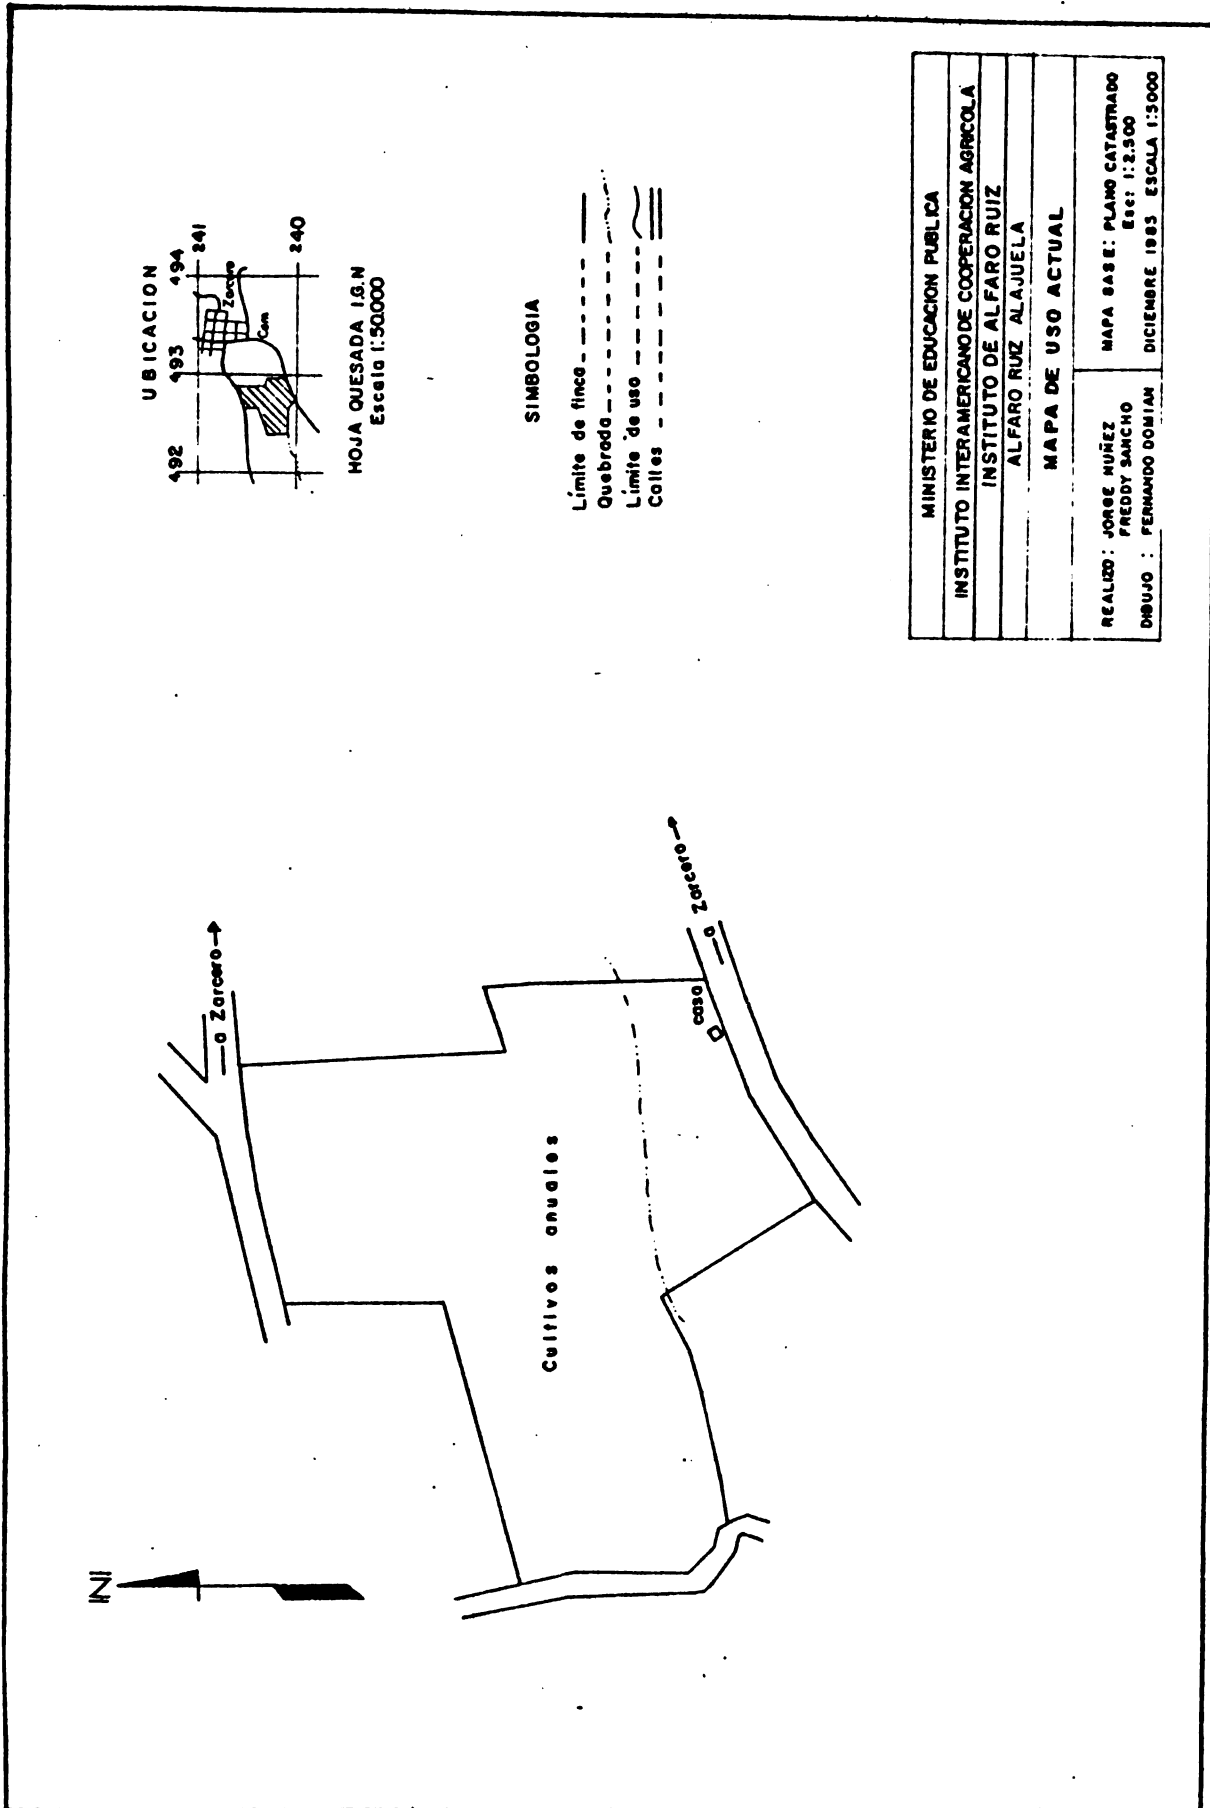 N
a Zarcero
Cultivos anuales
casa
a Zarcero
UBICACION
492 493 494
241
Zarcero
Cem
240
HOJA QUESADA I.G.N
Escala 1:50.000
SIMBOLOGIA
Límite de finca
Quebrada
Límite de uso
Calles
MINISTERIO DE EDUCACION PUBLICA
INSTITUTO INTERAMERICANO DE COOPERACION AGRICOLA
INSTITUTO DE ALFARO RUIZ
ALFARO RUIZ ALAJUELA
MAPA DE USO ACTUAL
REALIZO: JORGE NUÑEZ
FREDDY SANCHO
DIBUJO : FERNANDO DOMIAN
MAPA BASE: PLANO CATASTRADO
Esc: 1:2.500
DICIEMBRE 1985 ESCALA 1:5000